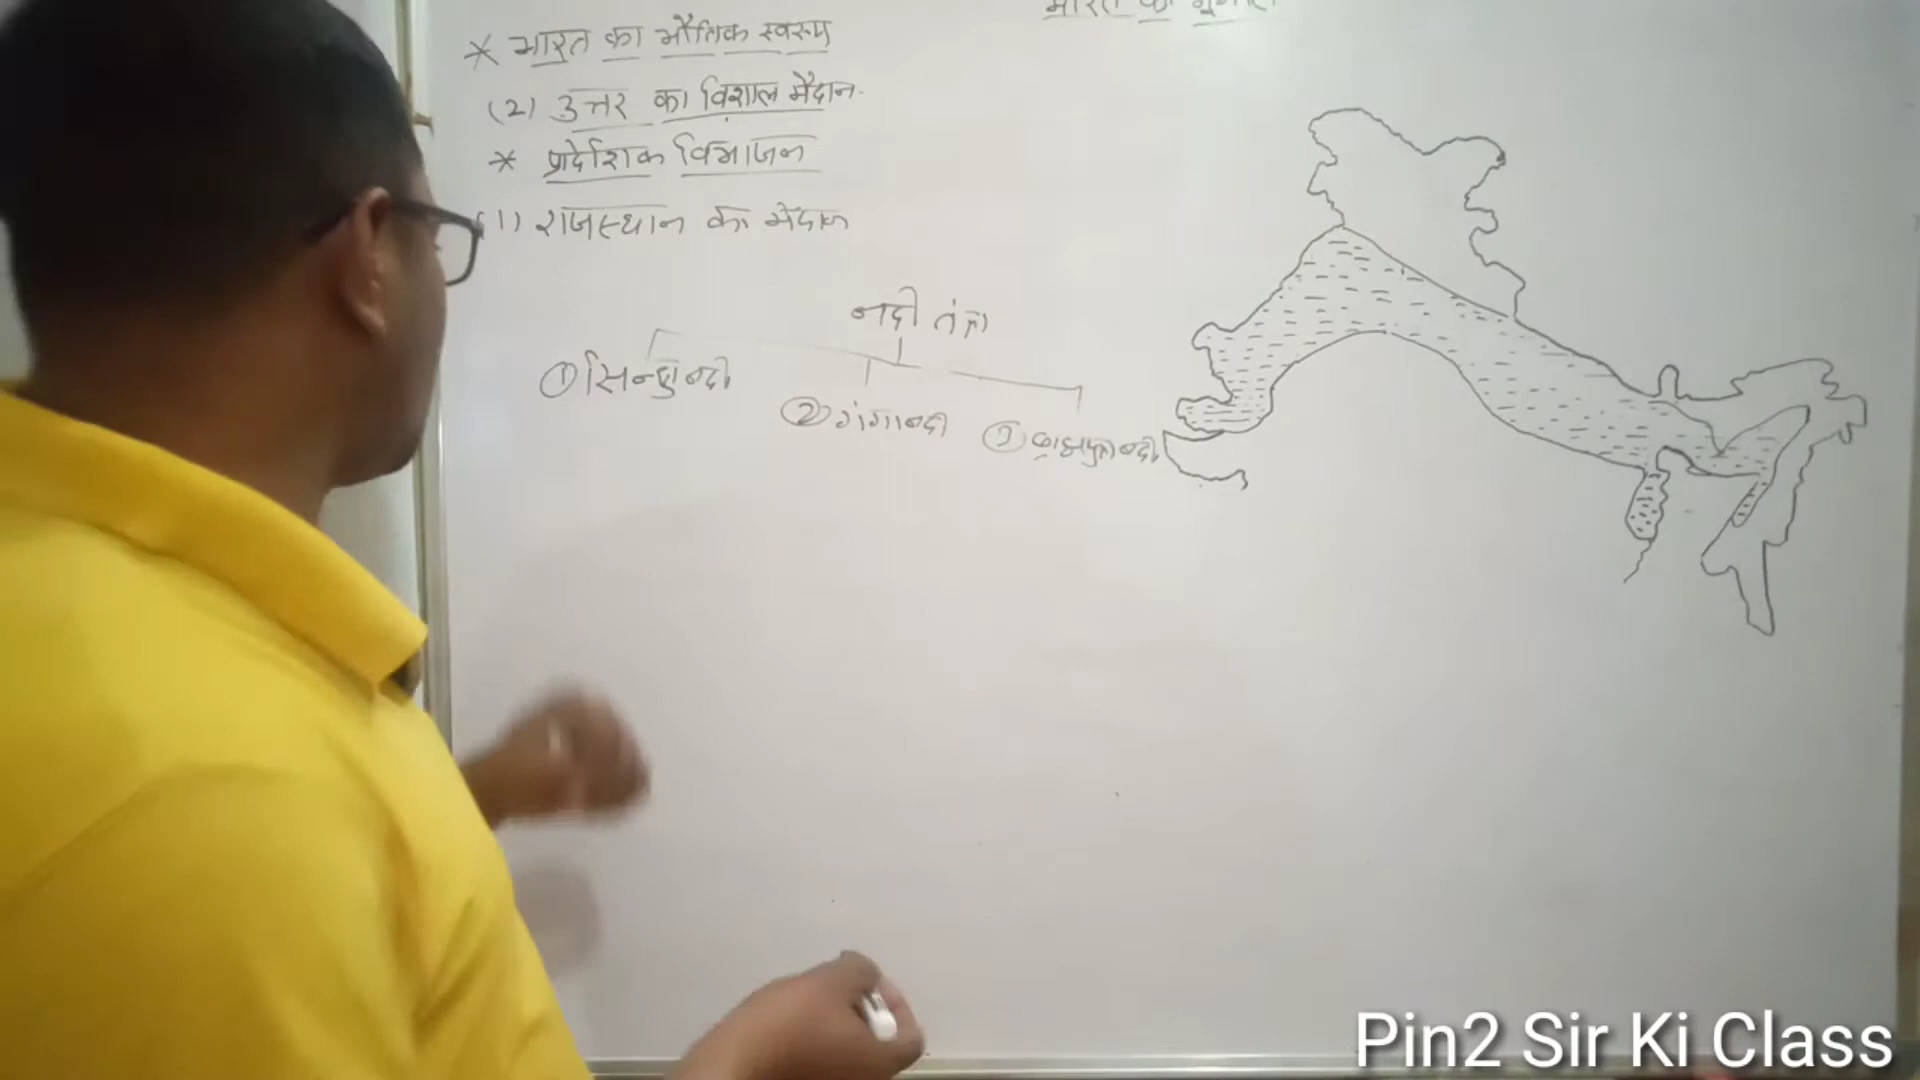 भारत का भूगोल
* भारत का भौतिक स्वरूप
(2) उत्तर का विशाल मैदान.
* प्रादेशिक विभाजन
(1) राजस्थान का मैदान
नदी तंत्र
① सिन्धु नदी
② गंगा नदी
③ ब्रह्मपुत्र नदी
Pin2 Sir Ki Class